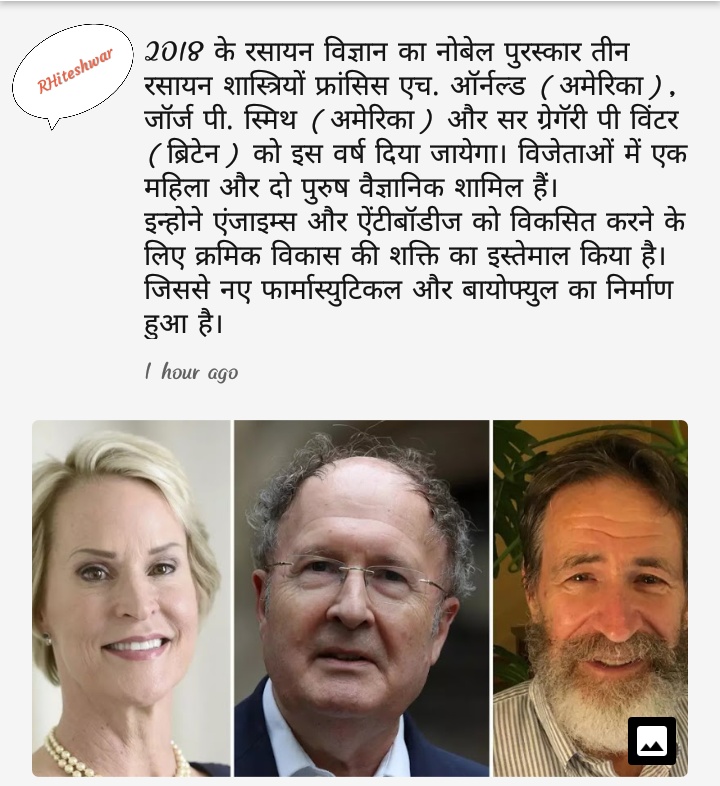 RHiteshwar
2018 के रसायन विज्ञान का नोबेल पुरस्कार तीन
रसायन शास्त्रियों फ्रांसिस एच. ऑर्नल्ड (अमेरिका),
जॉर्ज पी. स्मिथ (अमेरिका) और सर ग्रेगॅरी पी विंटर
(ब्रिटेन) को इस वर्ष दिया जायेगा। विजेताओं में एक
महिला और दो पुरुष वैज्ञानिक शामिल हैं।
इन्होने एंजाइम्स और ऐंटीबॉडीज को विकसित करने के
लिए क्रमिक विकास की शक्ति का इस्तेमाल किया है।
जिससे नए फार्मास्युटिकल और बायोफ्युल का निर्माण
हुआ है।
1 hour ago